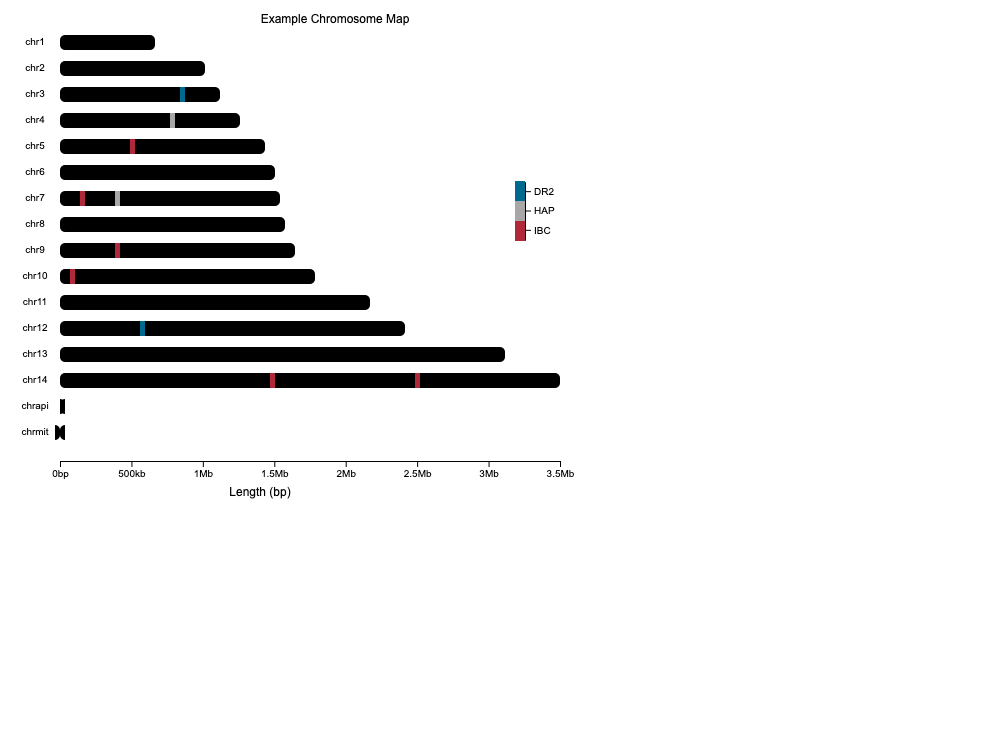 Example Chromosome Map
chr1
chr2
chr3
chr4
chr5
chr6
chr7
chr8
chr9
chr10
chr11
chr12
chr13
chr14
chrapi
chrmit
DR2
HAP
IBC
0bp 500kb 1Mb 1.5Mb 2Mb 2.5Mb 3Mb 3.5Mb
Length (bp)